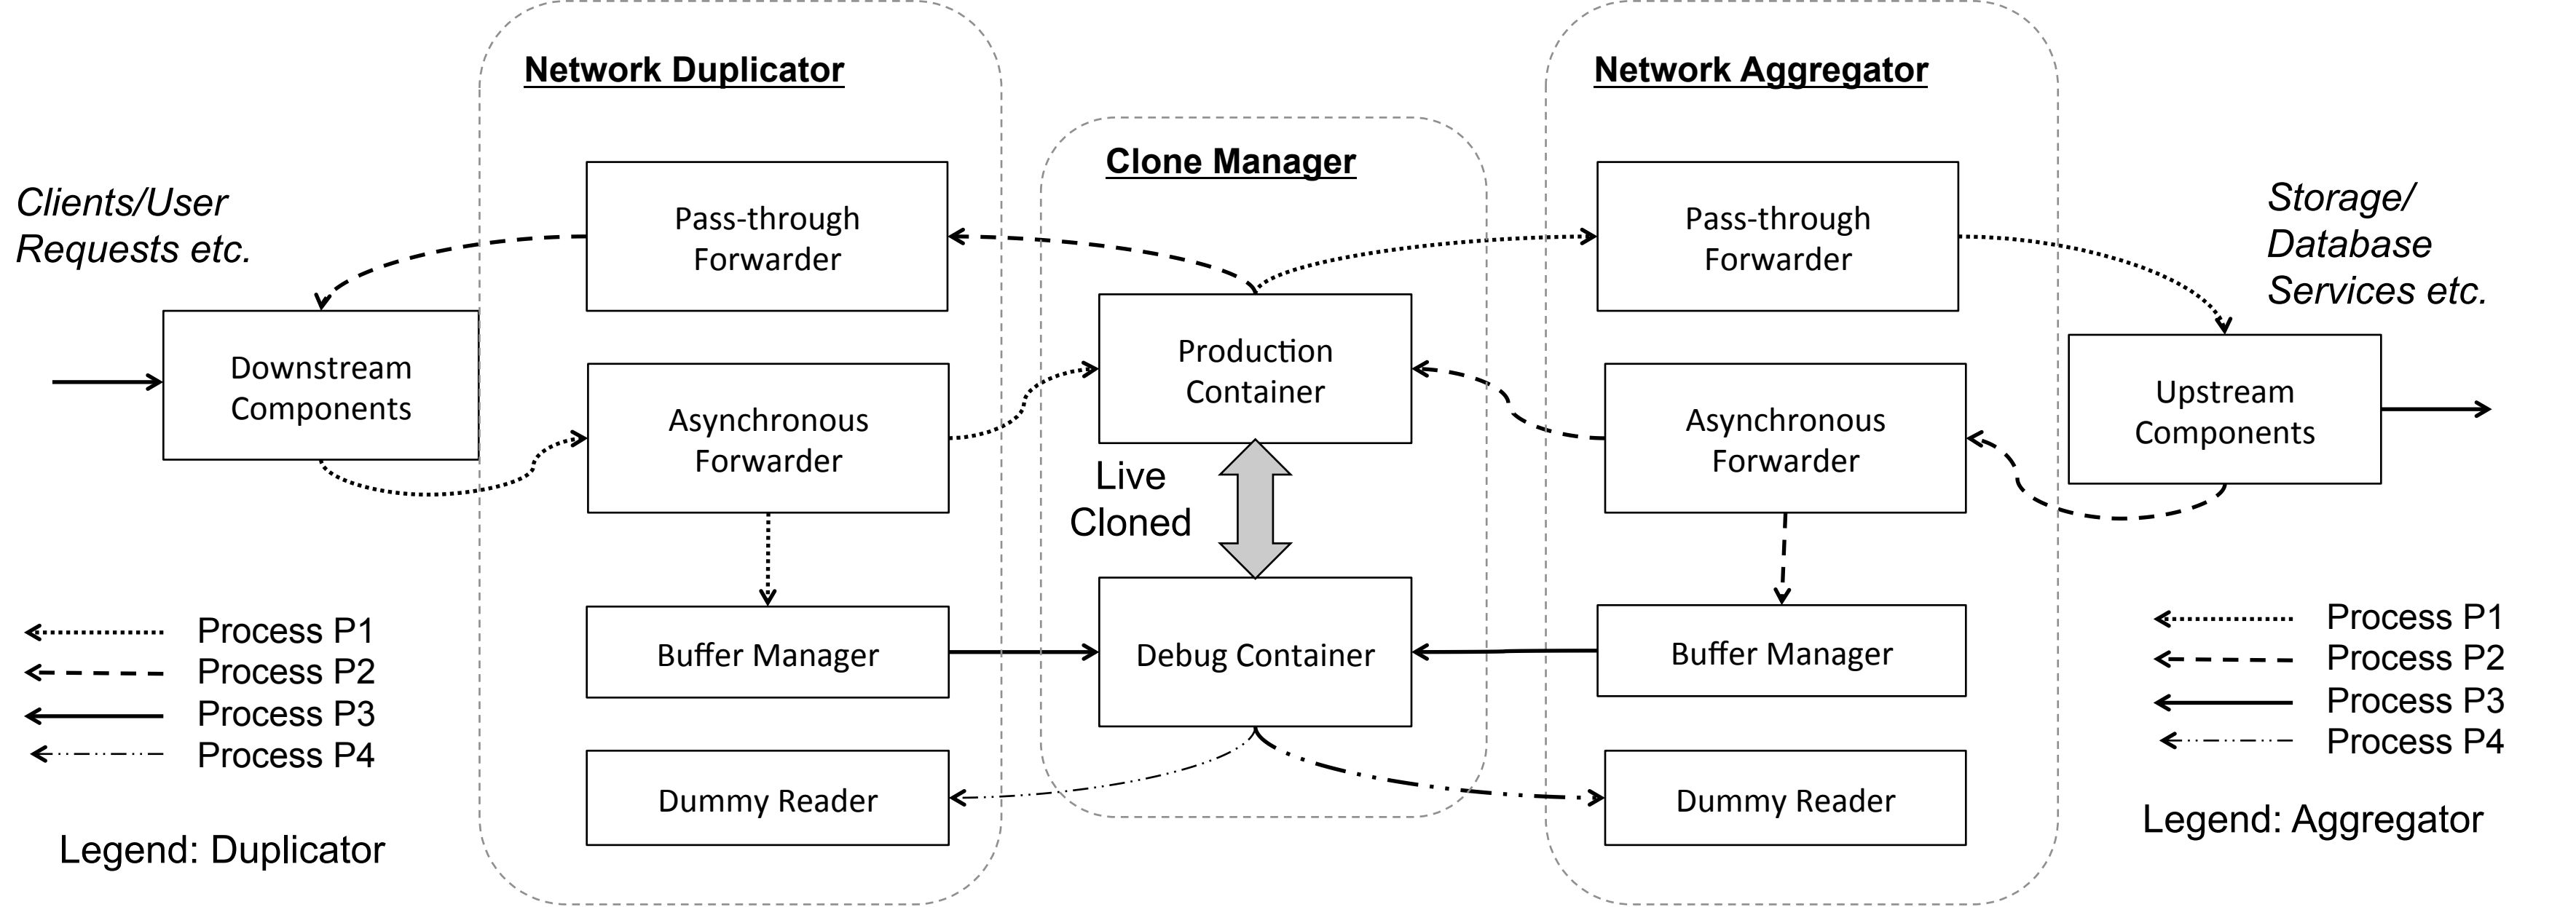 Network Duplicator
Network Aggregator
Clone Manager
Clients/User
Requests etc.
Pass-through
Forwarder
Pass-through
Forwarder
Storage/
Database
Services etc.
Downstream
Components
Asynchronous
Forwarder
Production
Container
Asynchronous
Forwarder
Upstream
Components
Live
Cloned
Buffer Manager
Debug Container
Buffer Manager
Dummy Reader
Dummy Reader
Process P1
Process P2
Process P3
Process P4
Legend: Duplicator
Process P1
Process P2
Process P3
Process P4
Legend: Aggregator